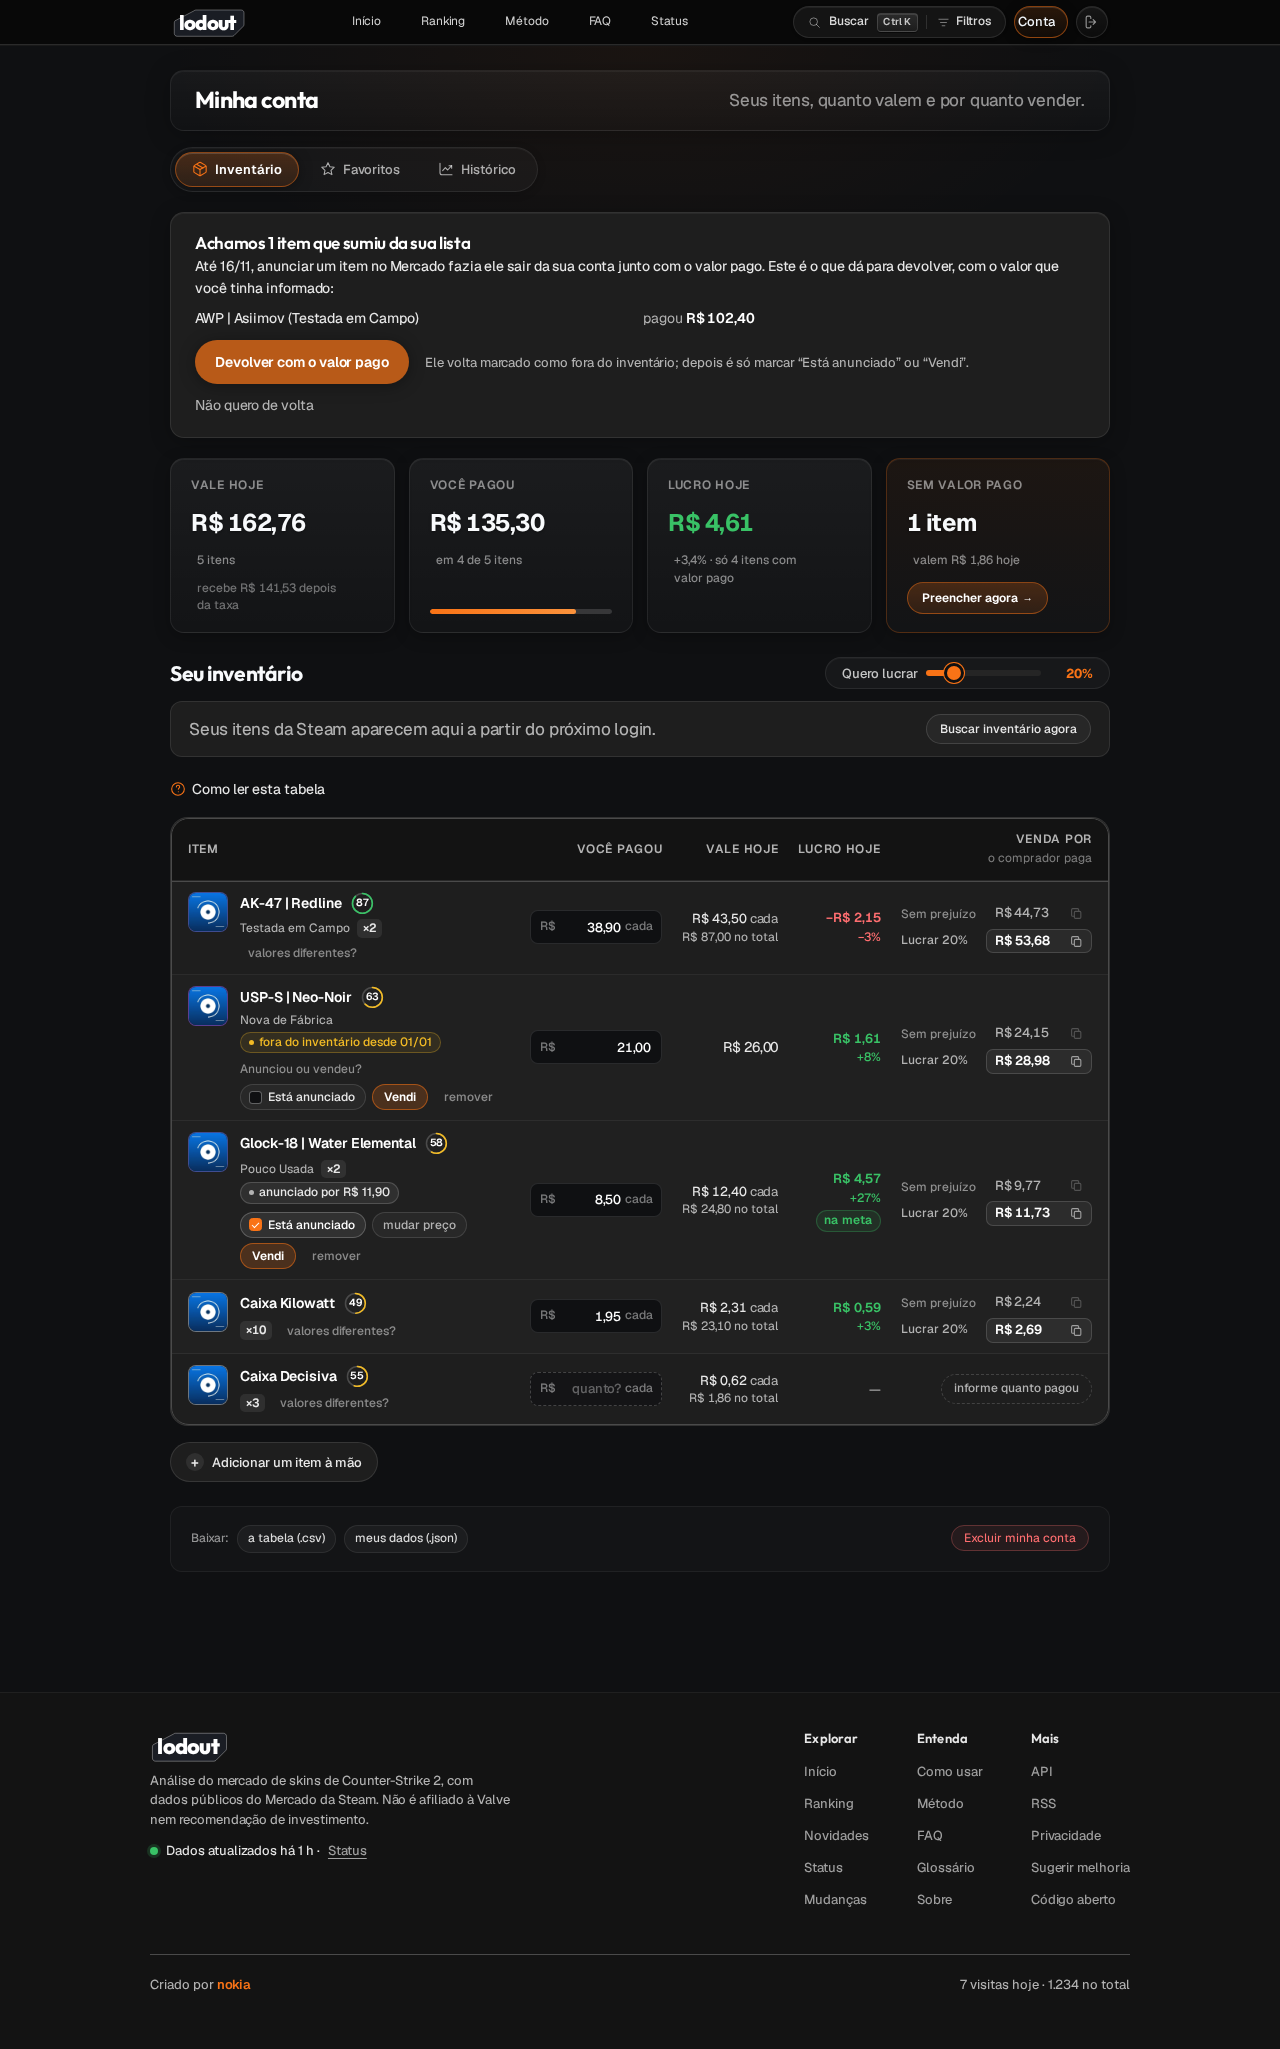 lodout
Início Ranking Método FAQ Status
Buscar Ctrl K Filtros Conta
Minha conta
Seus itens, quanto valem e por quanto vender.
Inventário Favoritos Histórico
Achamos 1 item que sumiu da sua lista
Até 16/11, anunciar um item no Mercado fazia ele sair da sua conta junto com o valor pago. Este é o que dá para devolver, com o valor que
você tinha informado:
AWP | Asiimov (Testada em Campo) pagou R$ 102,40
Devolver com o valor pago Ele volta marcado como fora do inventário; depois é só marcar “Está anunciado” ou “Vendi”.
Não quero de volta
VALE HOJE
R$ 162,76
5 itens
recebe R$ 141,53 depois
da taxa
VOCÊ PAGOU
R$ 135,30
em 4 de 5 itens
LUCRO HOJE
R$ 4,61
+3,4% · só 4 itens com
valor pago
SEM VALOR PAGO
1 item
valem R$ 1,86 hoje
Preencher agora →
Seu inventário
Quero lucrar 20%
Seus itens da Steam aparecem aqui a partir do próximo login.
Buscar inventário agora
Como ler esta tabela
ITEM VOCÊ PAGOU VALE HOJE LUCRO HOJE VENDA POR
o comprador paga
AK-47 | Redline 87
Testada em Campo ×2
valores diferentes?
R$ 38,90 cada
R$ 43,50 cada
R$ 87,00 no total
−R$ 2,15
−3%
Sem prejuízo R$ 44,73
Lucrar 20% R$ 53,68
USP-S | Neo-Noir 63
Nova de Fábrica
fora do inventário desde 01/01
Anunciou ou vendeu?
Está anunciado Vendi remover
R$ 21,00
R$ 26,00
R$ 1,61
+8%
Sem prejuízo R$ 24,15
Lucrar 20% R$ 28,98
Glock-18 | Water Elemental 58
Pouco Usada ×2
anunciado por R$ 11,90
Está anunciado mudar preço
Vendi remover
R$ 8,50 cada
R$ 12,40 cada
R$ 24,80 no total
R$ 4,57
+27%
na meta
Sem prejuízo R$ 9,77
Lucrar 20% R$ 11,73
Caixa Kilowatt 49
×10 valores diferentes?
R$ 1,95 cada
R$ 2,31 cada
R$ 23,10 no total
R$ 0,59
+3%
Sem prejuízo R$ 2,24
Lucrar 20% R$ 2,69
Caixa Decisiva 55
×3 valores diferentes?
R$ quanto? cada
R$ 0,62 cada
R$ 1,86 no total
—
informe quanto pagou
+ Adicionar um item à mão
Baixar: a tabela (.csv) meus dados (.json)
Excluir minha conta
lodout
Análise do mercado de skins de Counter-Strike 2, com
dados públicos do Mercado da Steam. Não é afiliado à Valve
nem recomendação de investimento.
Dados atualizados há 1 h · Status
Explorar
Início
Ranking
Novidades
Status
Mudanças
Entenda
Como usar
Método
FAQ
Glossário
Sobre
Mais
API
RSS
Privacidade
Sugerir melhoria
Código aberto
Criado por nokia
7 visitas hoje · 1.234 no total